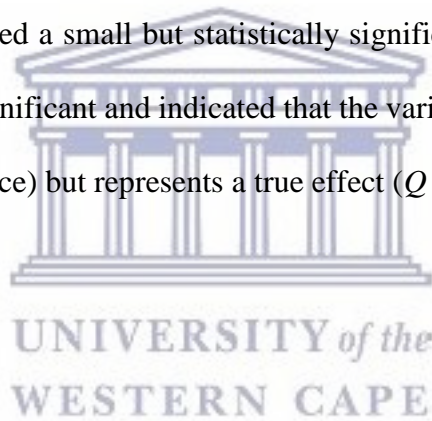 ed a small but statistically signific
nificant and indicated that the vari
ce) but represents a true effect (Q
UNIVERSITY of the
WESTERN CAPE